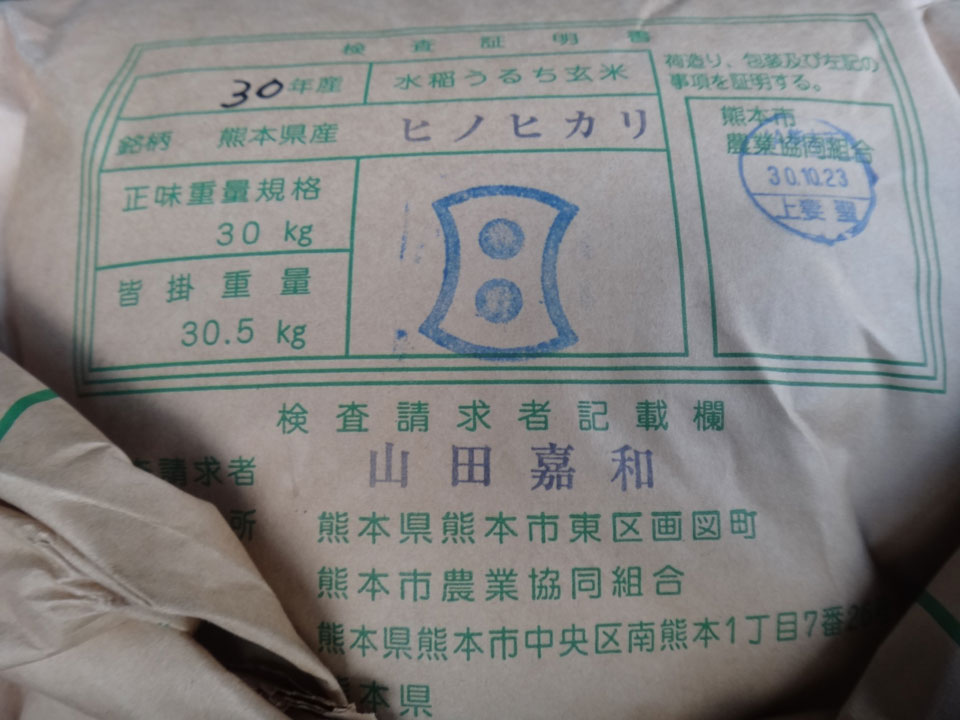 検査証明書
30年産 水稲うるち玄米
銘柄 熊本県産 ヒノヒカリ
正味重量規格
30 kg
皆掛重量
30.5 kg
荷造り、包装及び左記の
事項を証明する。
熊本市
農業協同組合
30.10.23
検査請求者記載欄
請求者 山田嘉和
所 熊本県熊本市東区画図町
熊本市農業協同組合
熊本県熊本市中央区南熊本1丁目7番
本県